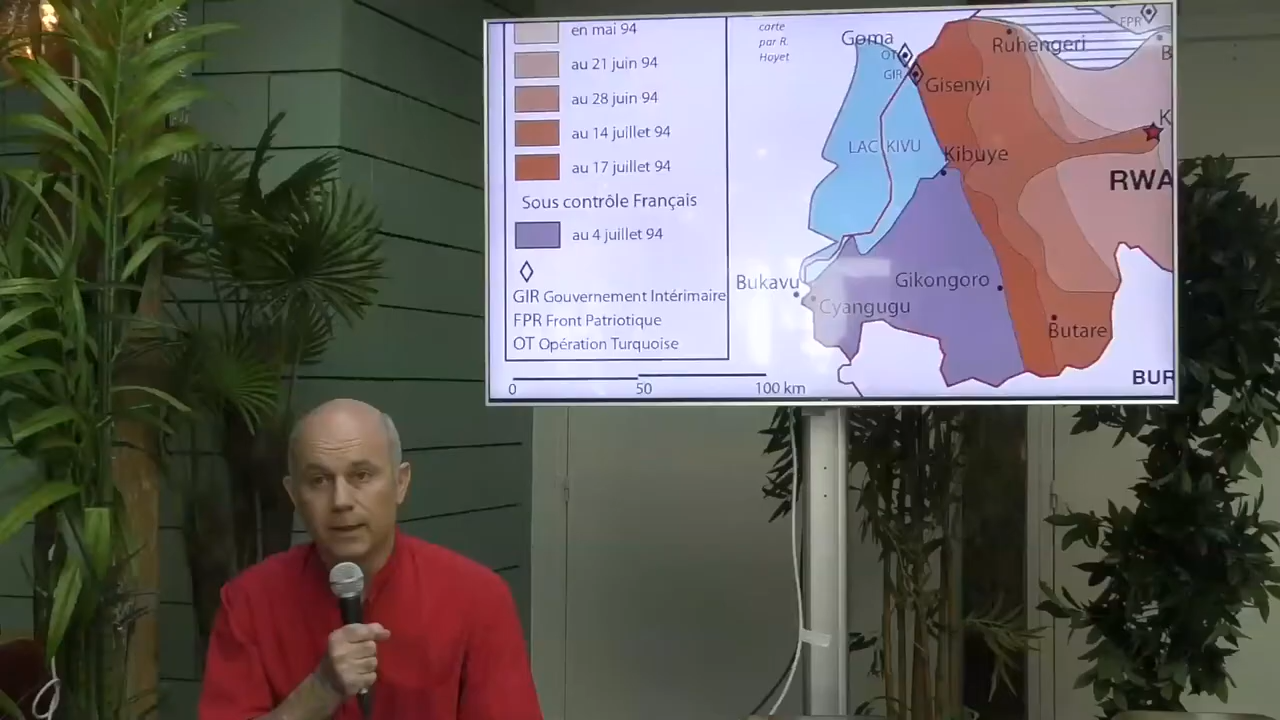 en mai 94
au 21 juin 94
au 28 juin 94
au 14 juillet 94
au 17 juillet 94
Sous contrôle Français
au 4 juillet 94
GIR Gouvernement Intérimaire
FPR Front Patriotique
OT Opération Turquoise
0 50 100 km
carte
par R.
Hoyet
Goma
OT
GIR
Gisenyi
Ruhengeri
FPR
B
K
LAC KIVU
Kibuye
RWA
Bukavu
Cyangugu
Gikongoro
Butare
BUR